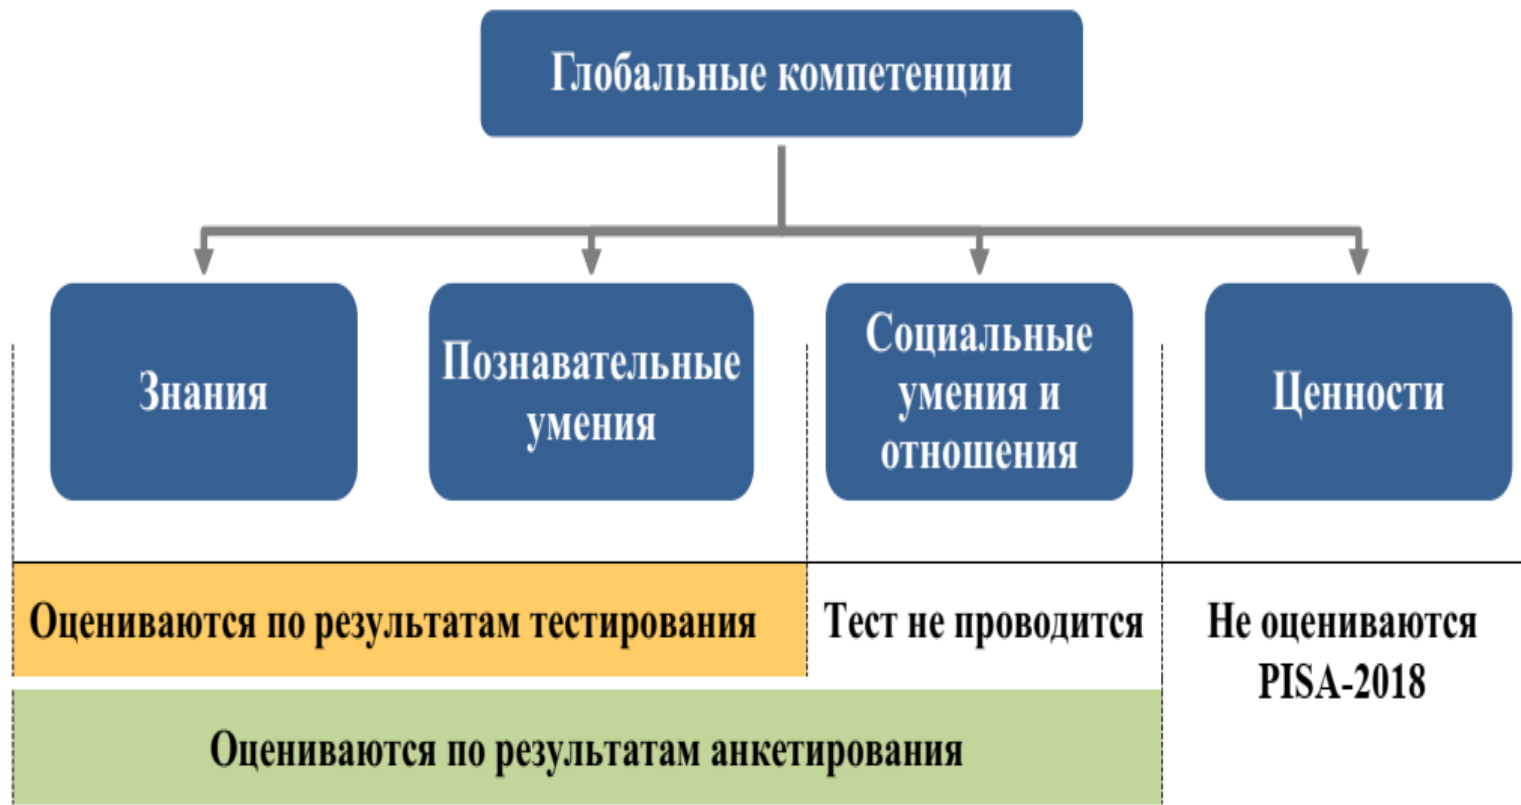 Глобальные компетенции
Знания
Познавательные
умения
Социальные
умения и
отношения
Ценности
Оцениваются по результатам тестирования
Тест не проводится
Не оцениваются
PISA-2018
Оцениваются по результатам анкетирования